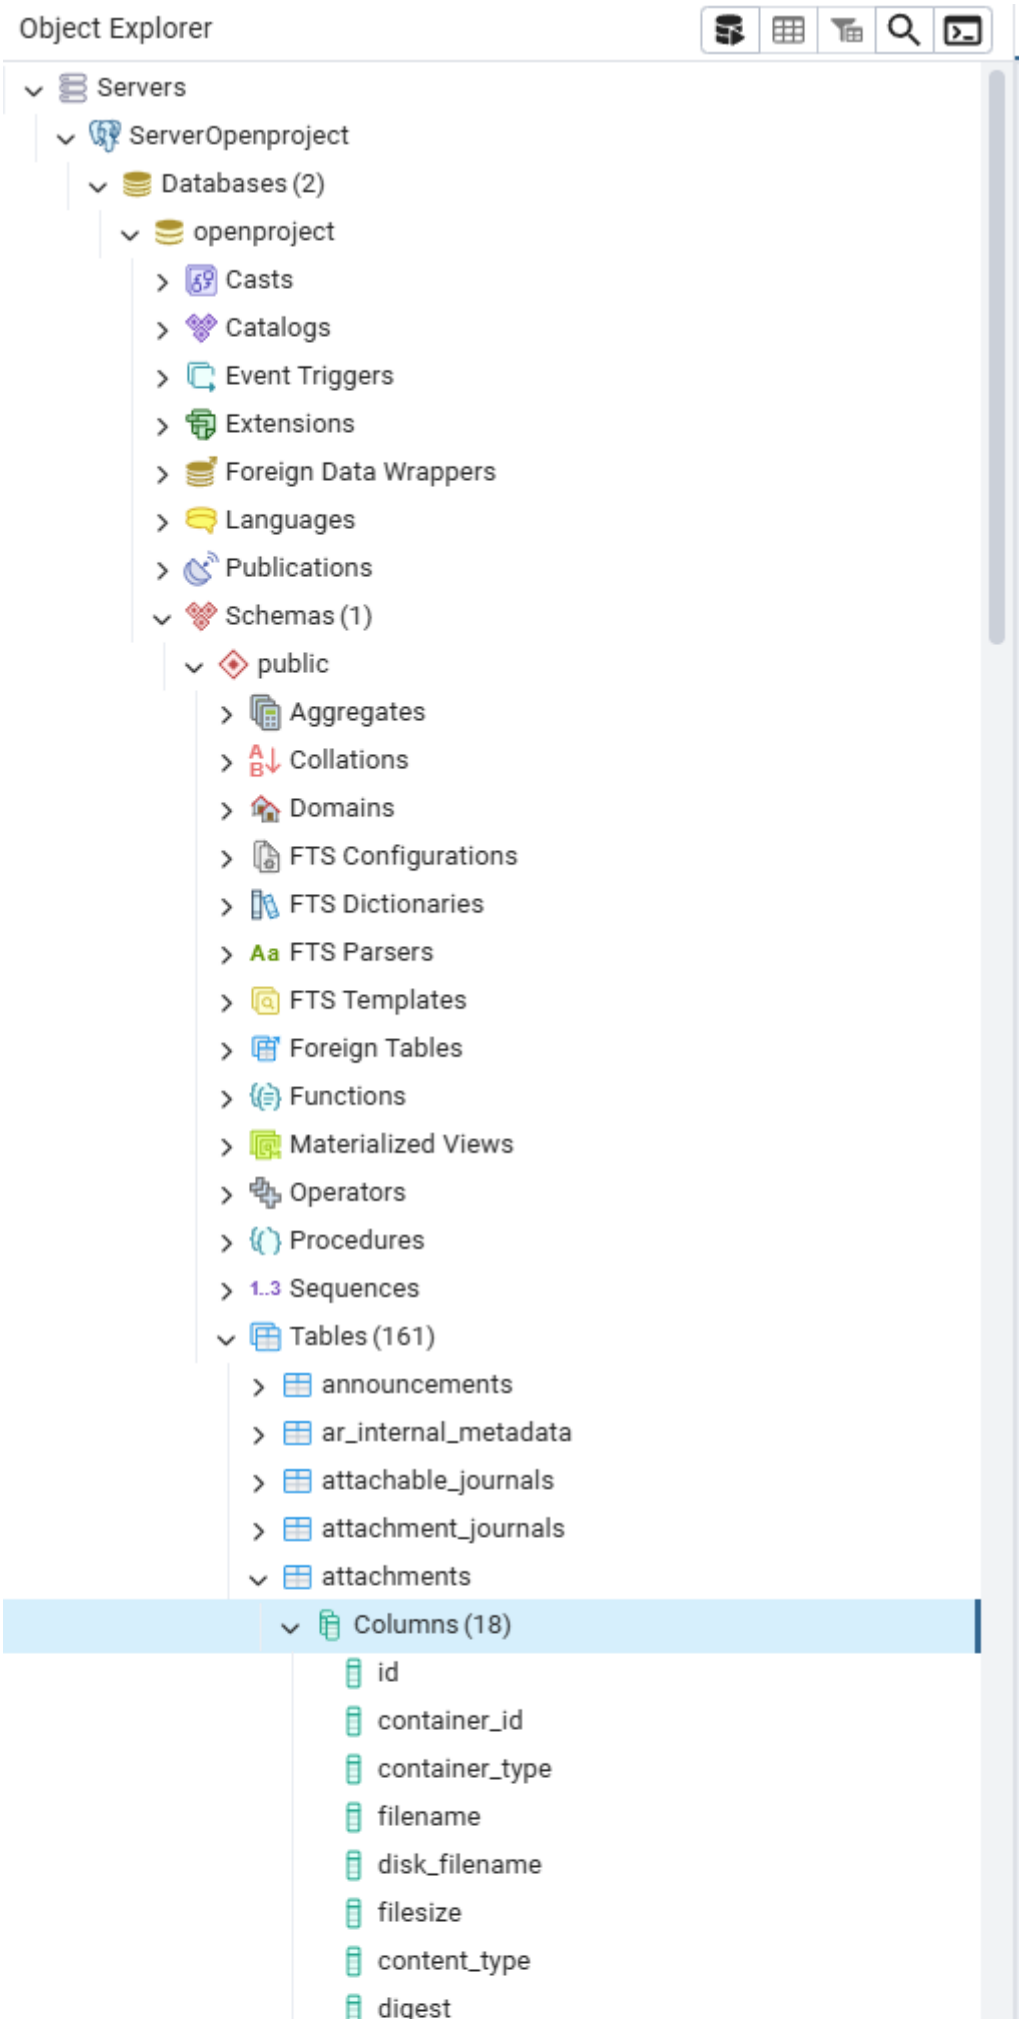 Object Explorer
Servers
ServerOpenproject
Databases (2)
openproject
Casts
Catalogs
Event Triggers
Extensions
Foreign Data Wrappers
Languages
Publications
Schemas (1)
public
Aggregates
Collations
Domains
FTS Configurations
FTS Dictionaries
Aa FTS Parsers
FTS Templates
Foreign Tables
Functions
Materialized Views
Operators
Procedures
1..3 Sequences
Tables (161)
announcements
ar_internal_metadata
attachable_journals
attachment_journals
attachments
Columns (18)
id
container_id
container_type
filename
disk_filename
filesize
content_type
digest